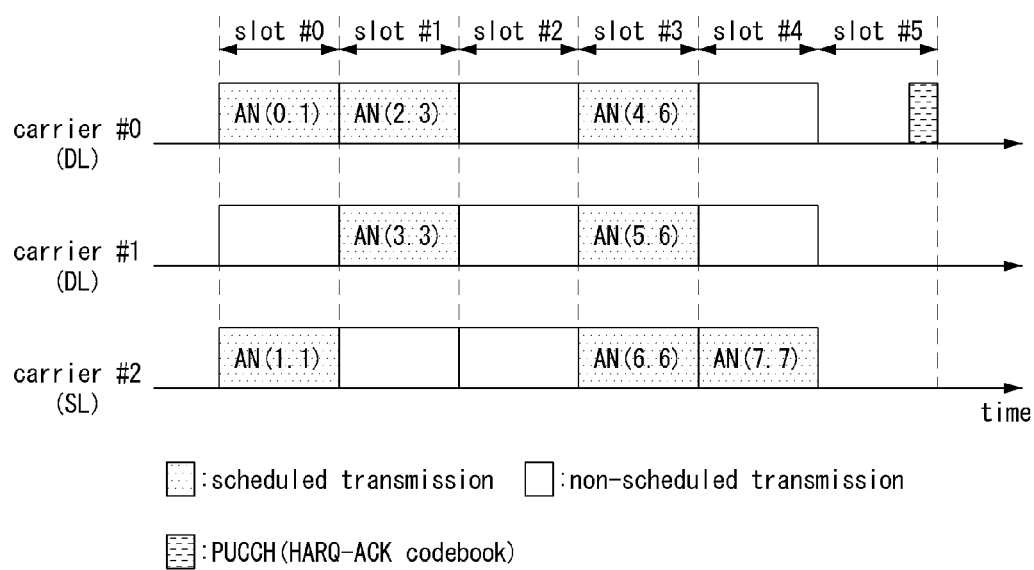 slot #0 slot #1 slot #2 slot #3 slot #4 slot #5
carrier #0 (DL) AN(0.1) AN(2.3) AN(4.6)
carrier #1 (DL) AN(3.3) AN(5.6)
carrier #2 (SL) AN(1.1) AN(6.6) AN(7.7)
time
:scheduled transmission :non-scheduled transmission
:PUCCH(HARQ-ACK codebook)